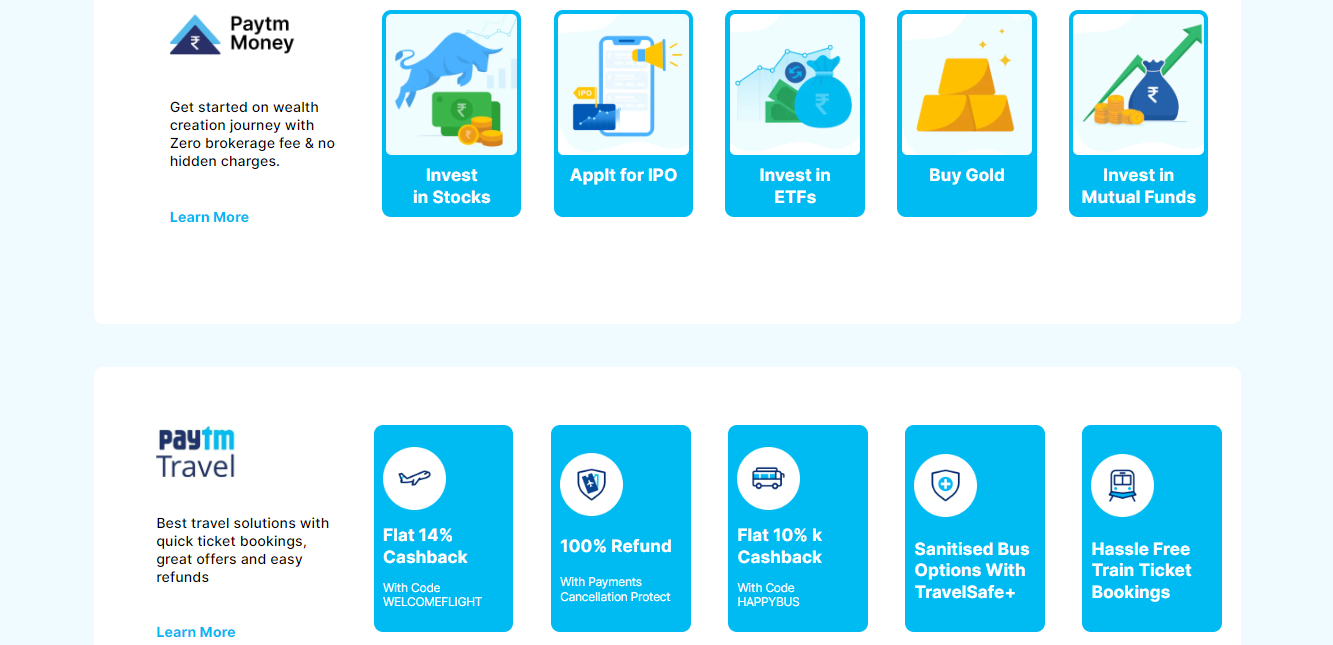 Paytm
Money
Get started on wealth
creation journey with
Zero brokerage fee & no
hidden charges.
Learn More
₹
Invest
in Stocks
IPO
Applt for IPO
₹
Invest in
ETFs
Buy Gold
₹
Invest in
Mutual Funds
paytm
Travel
Best travel solutions with
quick ticket bookings,
great offers and easy
refunds
Learn More
Flat 14%
Cashback
With Code
WELCOMEFLIGHT
100% Refund
With Payments
Cancellation Protect
Flat 10% k
Cashback
With Code
HAPPYBUS
Sanitised Bus
Options With
TravelSafe+
Hassle Free
Train Ticket
Bookings